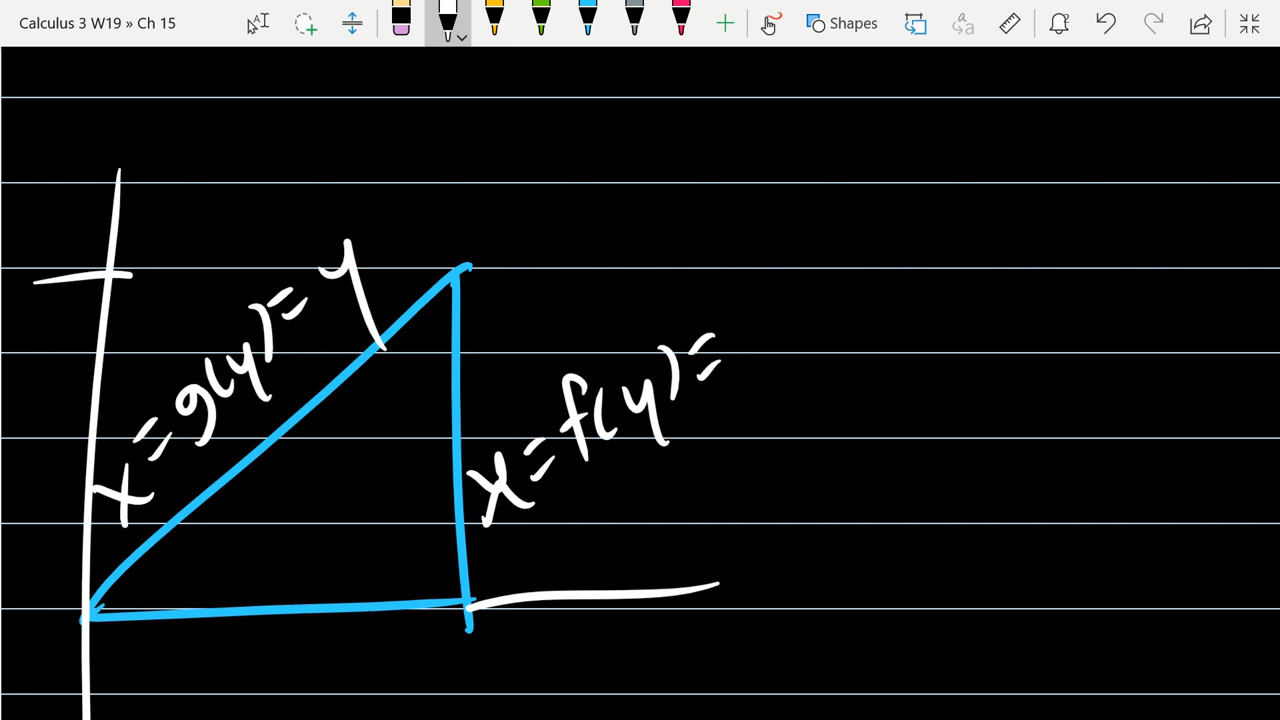 Calculus 3 W19 » Ch 15
Shapes
x = g(y) = y
x = f(y) =